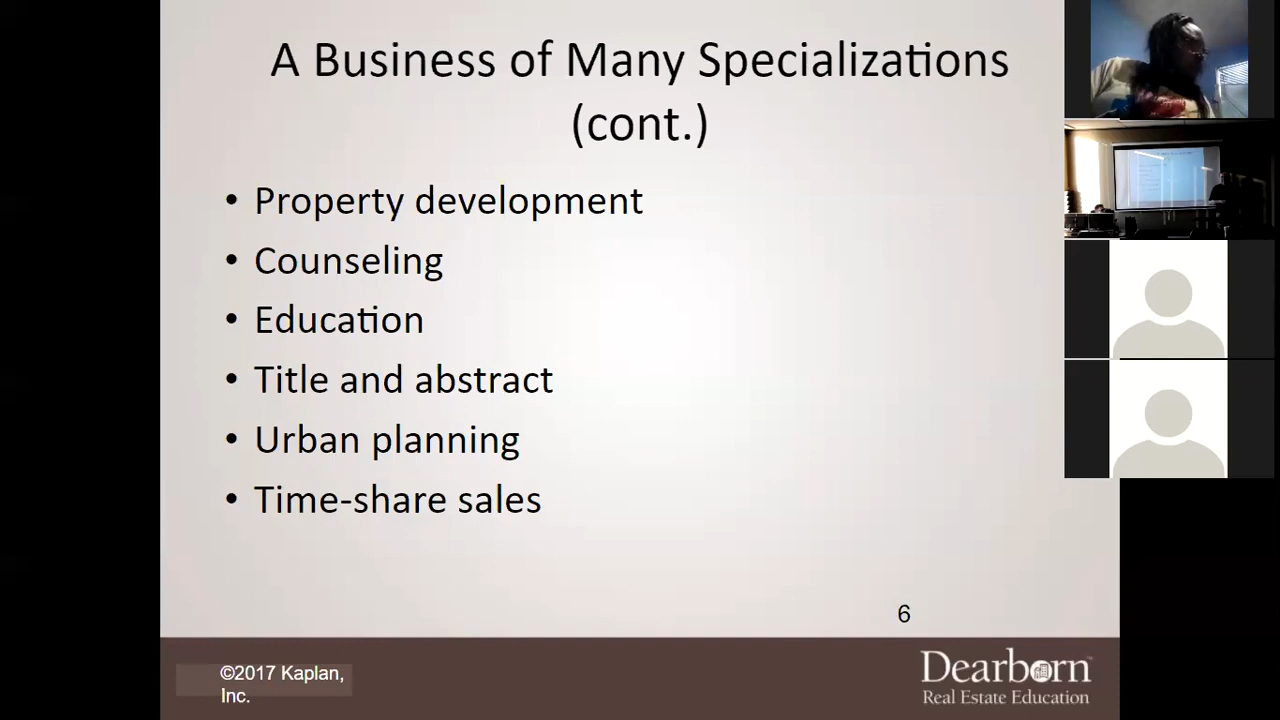 A Business of Many Specializations
(cont.)
• Property development
• Counseling
• Education
• Title and abstract
• Urban planning
• Time-share sales
6
©2017 Kaplan,
Inc.
Dearborn™
Real Estate Education